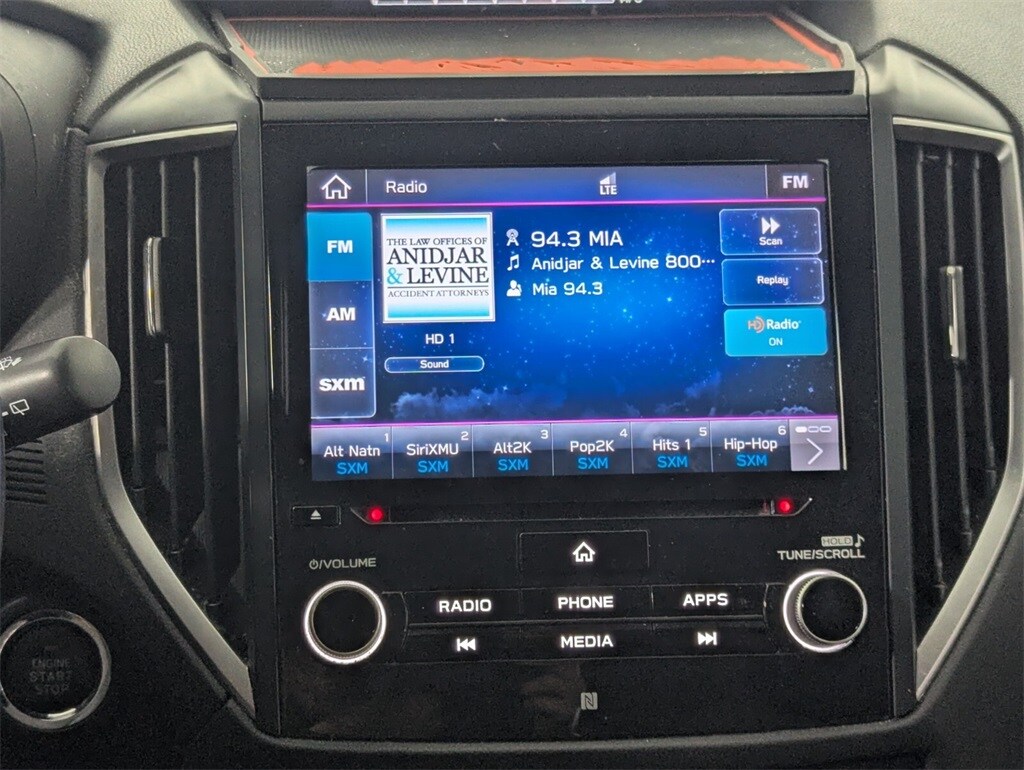 Radio
LTE
FM
FM
AM
sxm
THE LAW OFFICES OF
ANIDJAR
& LEVINE
ACCIDENT ATTORNEYS
HD 1
Sound
94.3 MIA
Anidjar & Levine 800···
Mia 94.3
Scan
Replay
HD Radio
ON
1
Alt Natn
SXM
2
SiriXMU
SXM
3
Alt2K
SXM
4
Pop2K
SXM
5
Hits 1
SXM
6
Hip-Hop
SXM
/VOLUME
HOLD
TUNE/SCROLL
RADIO
PHONE
APPS
MEDIA
ENGINE
START
STOP